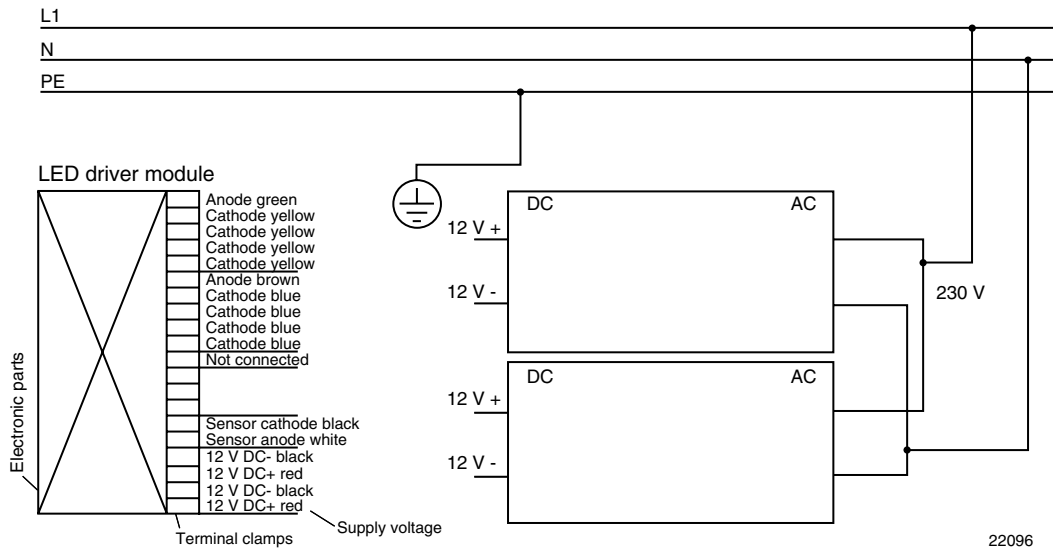 L1
N
PE
LED driver module
Anode green
Cathode yellow
Cathode yellow
Cathode yellow
Cathode yellow
Anode brown
Cathode blue
Cathode blue
Cathode blue
Cathode blue
Not connected
Sensor cathode black
Sensor anode white
12 V DC- black
12 V DC+ red
12 V DC- black
12 V DC+ red
Electronic parts
Terminal clamps
Supply voltage
DC AC
12 V +
12 V -
230 V
DC AC
12 V +
12 V -
22096